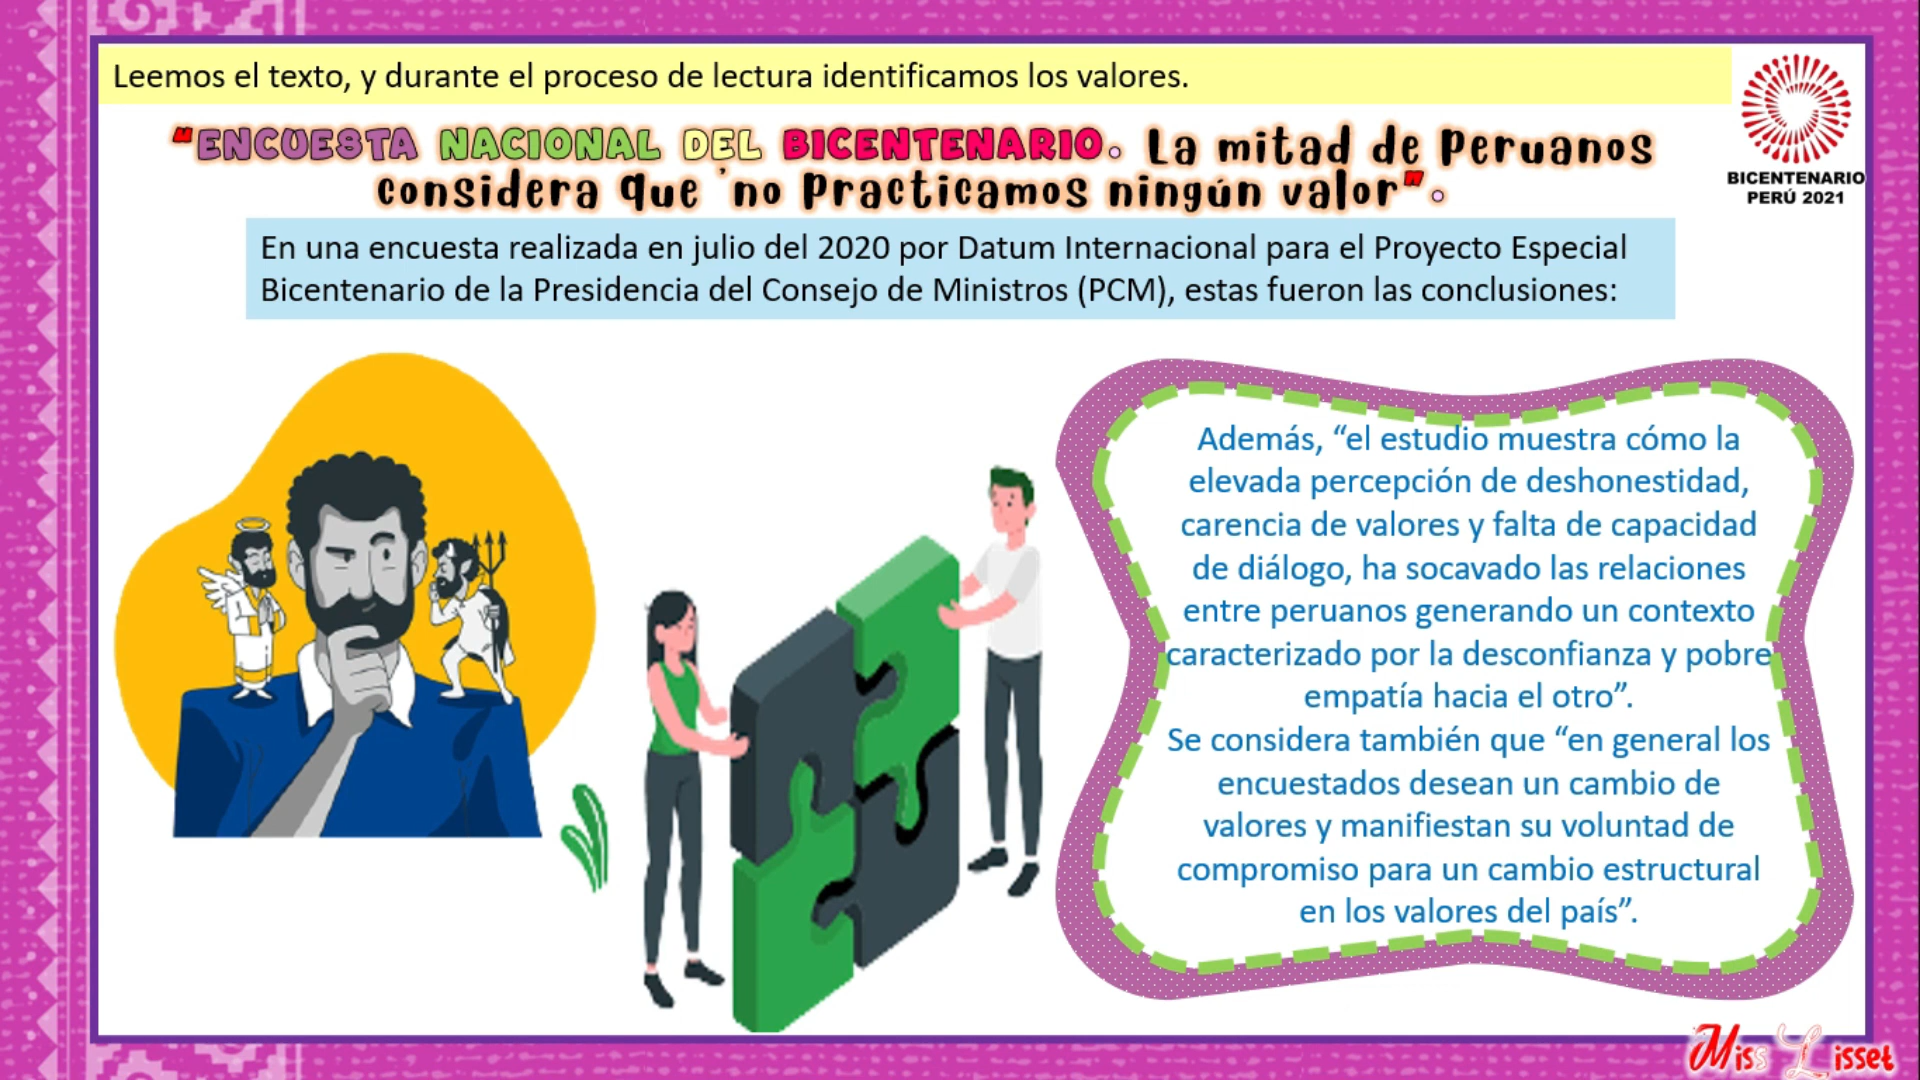 Leemos el texto, y durante el proceso de lectura identificamos los valores.
"ENCUESTA NACIONAL DEL BICENTENARIO. La mitad de Peruanos
considera que 'no Practicamos ningún valor".
BICENTENARIO
PERÚ 2021
En una encuesta realizada en julio del 2020 por Datum Internacional para el Proyecto Especial
Bicentenario de la Presidencia del Consejo de Ministros (PCM), estas fueron las conclusiones:
Además, “el estudio muestra cómo la
elevada percepción de deshonestidad,
carencia de valores y falta de capacidad
de diálogo, ha socavado las relaciones
entre peruanos generando un contexto
caracterizado por la desconfianza y pobre
empatía hacia el otro”.
Se considera también que “en general los
encuestados desean un cambio de
valores y manifiestan su voluntad de
compromiso para un cambio estructural
en los valores del país”.
Miss Lisset